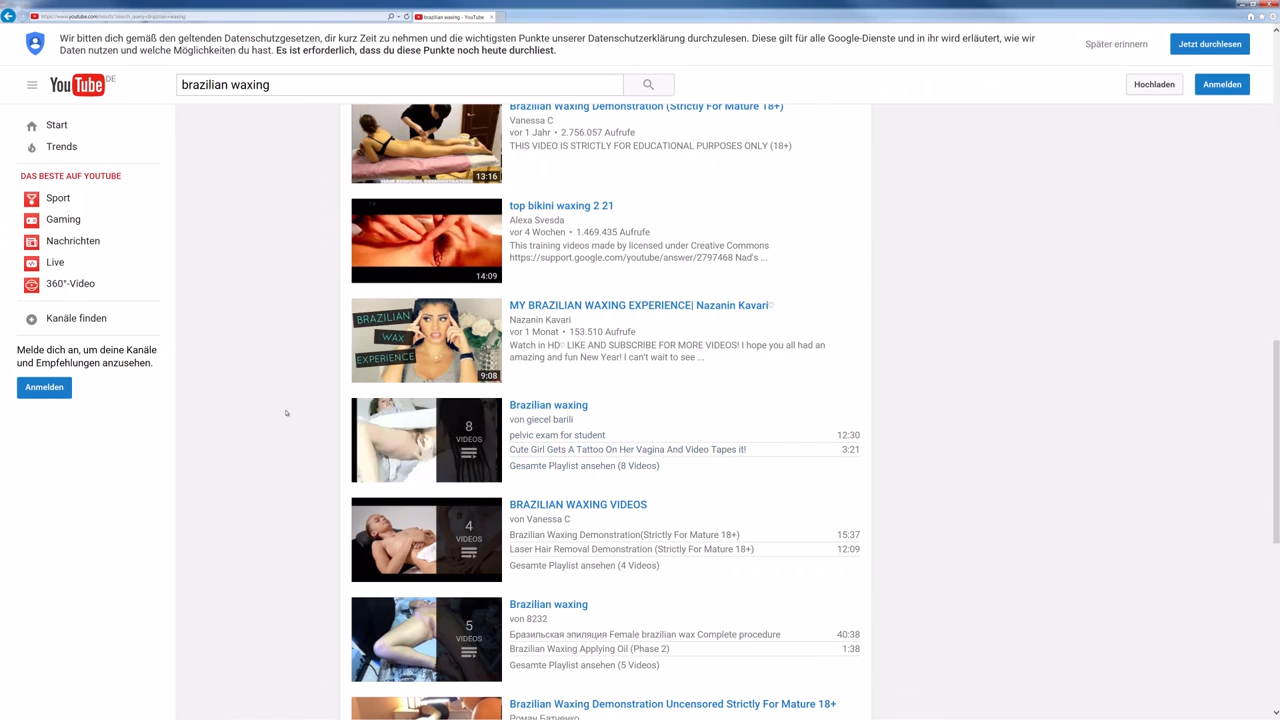 https://www.youtube.com/results?search_query=brazilian+waxing
brazilian waxing - YouTube
Wir bitten dich gemäß den geltenden Datenschutzgesetzen, dir kurz Zeit zu nehmen und die wichtigsten Punkte unserer Datenschutzerklärung durchzulesen. Diese gilt für alle Google-Dienste und in ihr wird erläutert, wie wir
Daten nutzen und welche Möglichkeiten du hast. Es ist erforderlich, dass du diese Punkte noch heute durchliest.
Später erinnern
Jetzt durchlesen
YouTube DE
brazilian waxing
Hochladen
Anmelden
Start
Trends
DAS BESTE AUF YOUTUBE
Sport
Gaming
Nachrichten
Live
360°-Video
Kanäle finden
Melde dich an, um deine Kanäle
und Empfehlungen anzusehen.
Anmelden
Brazilian Waxing Demonstration (Strictly For Mature 18+)
Vanessa C
vor 1 Jahr • 2.756.057 Aufrufe
THIS VIDEO IS STRICTLY FOR EDUCATIONAL PURPOSES ONLY (18+)
13:16
top bikini waxing 2 21
Alexa Svesda
vor 4 Wochen • 1.469.435 Aufrufe
This training videos made by licensed under Creative Commons
https://support.google.com/youtube/answer/2797468 Nad's ...
14:09
MY BRAZILIAN WAXING EXPERIENCE| Nazanin Kavari♡
Nazanin Kavari
vor 1 Monat • 153.510 Aufrufe
Watch in HD♡ LIKE AND SUBSCRIBE FOR MORE VIDEOS! I hope you all had an
amazing and fun New Year! I can't wait to see ...
BRAZILIAN
WAX
EXPERIENCE
9:08
Brazilian waxing
von giecel barili
pelvic exam for student 12:30
Cute Girl Gets A Tattoo On Her Vagina And Video Tapes it! 3:21
Gesamte Playlist ansehen (8 Videos)
8
VIDEOS
BRAZILIAN WAXING VIDEOS
von Vanessa C
Brazilian Waxing Demonstration(Strictly For Mature 18+) 15:37
Laser Hair Removal Demonstration (Strictly For Mature 18+) 12:09
Gesamte Playlist ansehen (4 Videos)
4
VIDEOS
Brazilian waxing
von 8232
Бразильская эпиляция Female brazilian wax Complete procedure 40:38
Brazilian Waxing Applying Oil (Phase 2) 1:38
Gesamte Playlist ansehen (5 Videos)
5
VIDEOS
Brazilian Waxing Demonstration Uncensored Strictly For Mature 18+
Роман Батченко